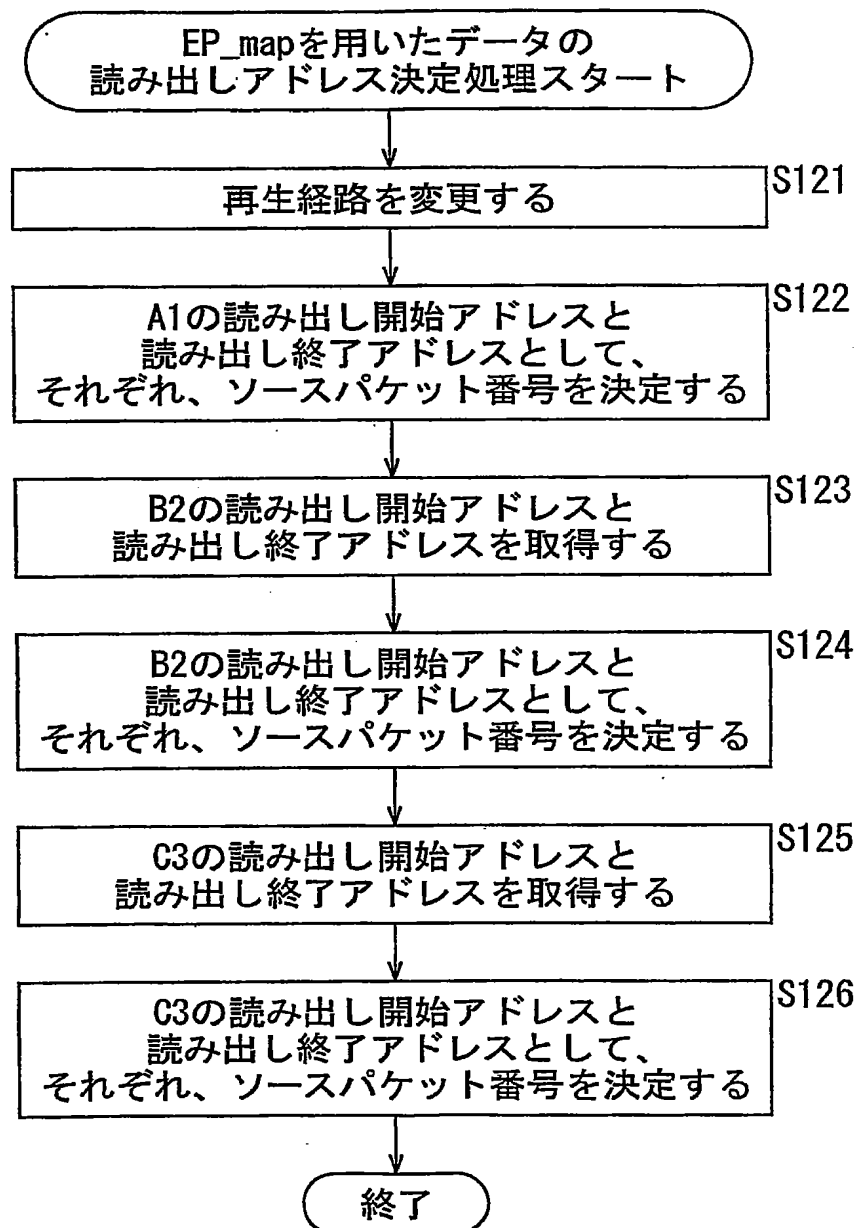 EP_mapを用いたデータの
読み出しアドレス決定処理スタート
S121
再生経路を変更する
S122
A1の読み出し開始アドレスと
読み出し終了アドレスとして、
それぞれ、ソースパケット番号を決定する
S123
B2の読み出し開始アドレスと
読み出し終了アドレスを取得する
S124
B2の読み出し開始アドレスと
読み出し終了アドレスとして、
それぞれ、ソースパケット番号を決定する
S125
C3の読み出し開始アドレスと
読み出し終了アドレスを取得する
S126
C3の読み出し開始アドレスと
読み出し終了アドレスとして、
それぞれ、ソースパケット番号を決定する
終了